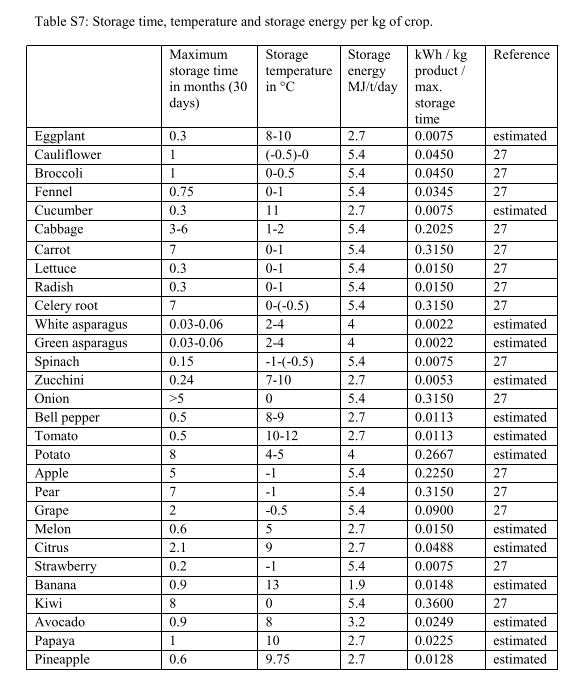 Table S7: Storage time, temperature and storage energy per kg of crop.
Maximum storage time in months (30 days) Storage temperature in °C Storage energy MJ/t/day kWh / kg product / max. storage time Reference
Eggplant 0.3 8-10 2.7 0.0075 estimated
Cauliflower 1 (-0.5)-0 5.4 0.0450 27
Broccoli 1 0-0.5 5.4 0.0450 27
Fennel 0.75 0-1 5.4 0.0345 27
Cucumber 0.3 11 2.7 0.0075 estimated
Cabbage 3-6 1-2 5.4 0.2025 27
Carrot 7 0-1 5.4 0.3150 27
Lettuce 0.3 0-1 5.4 0.0150 27
Radish 0.3 0-1 5.4 0.0150 27
Celery root 7 0-(-0.5) 5.4 0.3150 27
White asparagus 0.03-0.06 2-4 4 0.0022 estimated
Green asparagus 0.03-0.06 2-4 4 0.0022 estimated
Spinach 0.15 -1-(-0.5) 5.4 0.0075 27
Zucchini 0.24 7-10 2.7 0.0053 estimated
Onion >5 0 5.4 0.3150 27
Bell pepper 0.5 8-9 2.7 0.0113 estimated
Tomato 0.5 10-12 2.7 0.0113 estimated
Potato 8 4-5 4 0.2667 estimated
Apple 5 -1 5.4 0.2250 27
Pear 7 -1 5.4 0.3150 27
Grape 2 -0.5 5.4 0.0900 27
Melon 0.6 5 2.7 0.0150 estimated
Citrus 2.1 9 2.7 0.0488 estimated
Strawberry 0.2 -1 5.4 0.0075 27
Banana 0.9 13 1.9 0.0148 estimated
Kiwi 8 0 5.4 0.3600 27
Avocado 0.9 8 3.2 0.0249 estimated
Papaya 1 10 2.7 0.0225 estimated
Pineapple 0.6 9.75 2.7 0.0128 estimated